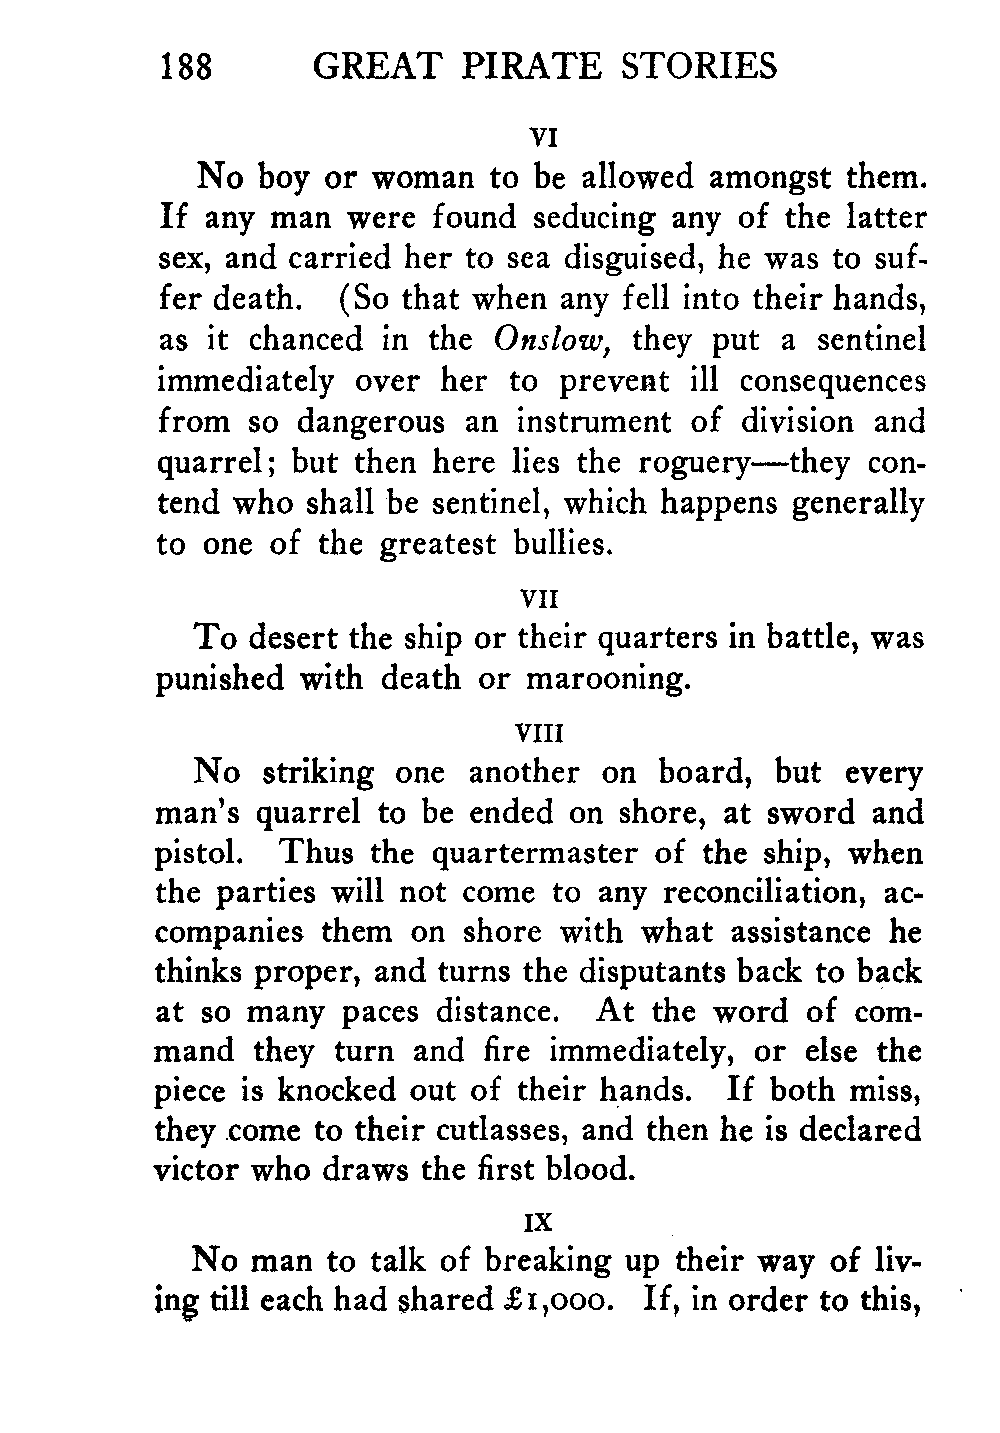 188 GREAT PIRATE STORIES
VI
No boy or woman to be allowed amongst them.
If any man were found seducing any of the latter
sex, and carried her to sea disguised, he was to suf-
fer death. (So that when any fell into their hands,
as it chanced in the Onslow, they put a sentinel
immediately over her to prevent ill consequences
from so dangerous an instrument of division and
quarrel; but then here lies the roguery—they con-
tend who shall be sentinel, which happens generally
to one of the greatest bullies.
VII
To desert the ship or their quarters in battle, was
punished with death or marooning.
VIII
No striking one another on board, but every
man's quarrel to be ended on shore, at sword and
pistol. Thus the quartermaster of the ship, when
the parties will not come to any reconciliation, ac-
companies them on shore with what assistance he
thinks proper, and turns the disputants back to back
at so many paces distance. At the word of com-
mand they turn and fire immediately, or else the
piece is knocked out of their hands. If both miss,
they come to their cutlasses, and then he is declared
victor who draws the first blood.
IX
No man to talk of breaking up their way of liv-
ing till each had shared £1,000. If, in order to this,